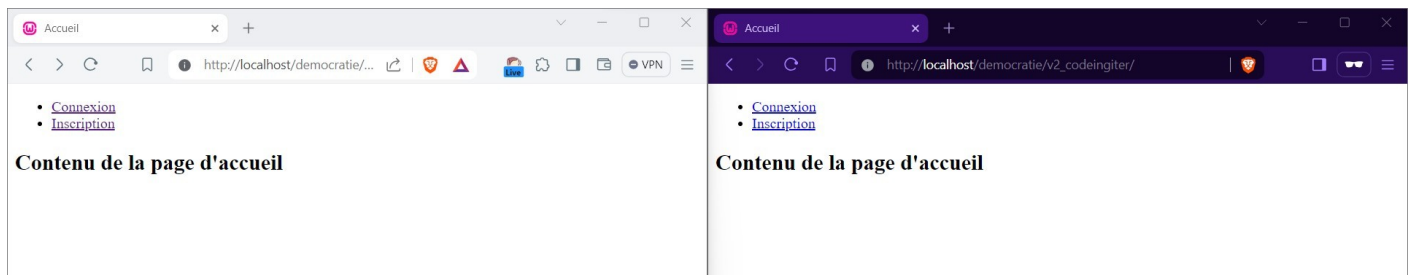 Accueil
http://localhost/democratie/...
Live
VPN
Connexion
Inscription
Contenu de la page d'accueil
Accueil
http://localhost/democratie/v2_codeingiter/
Connexion
Inscription
Contenu de la page d'accueil